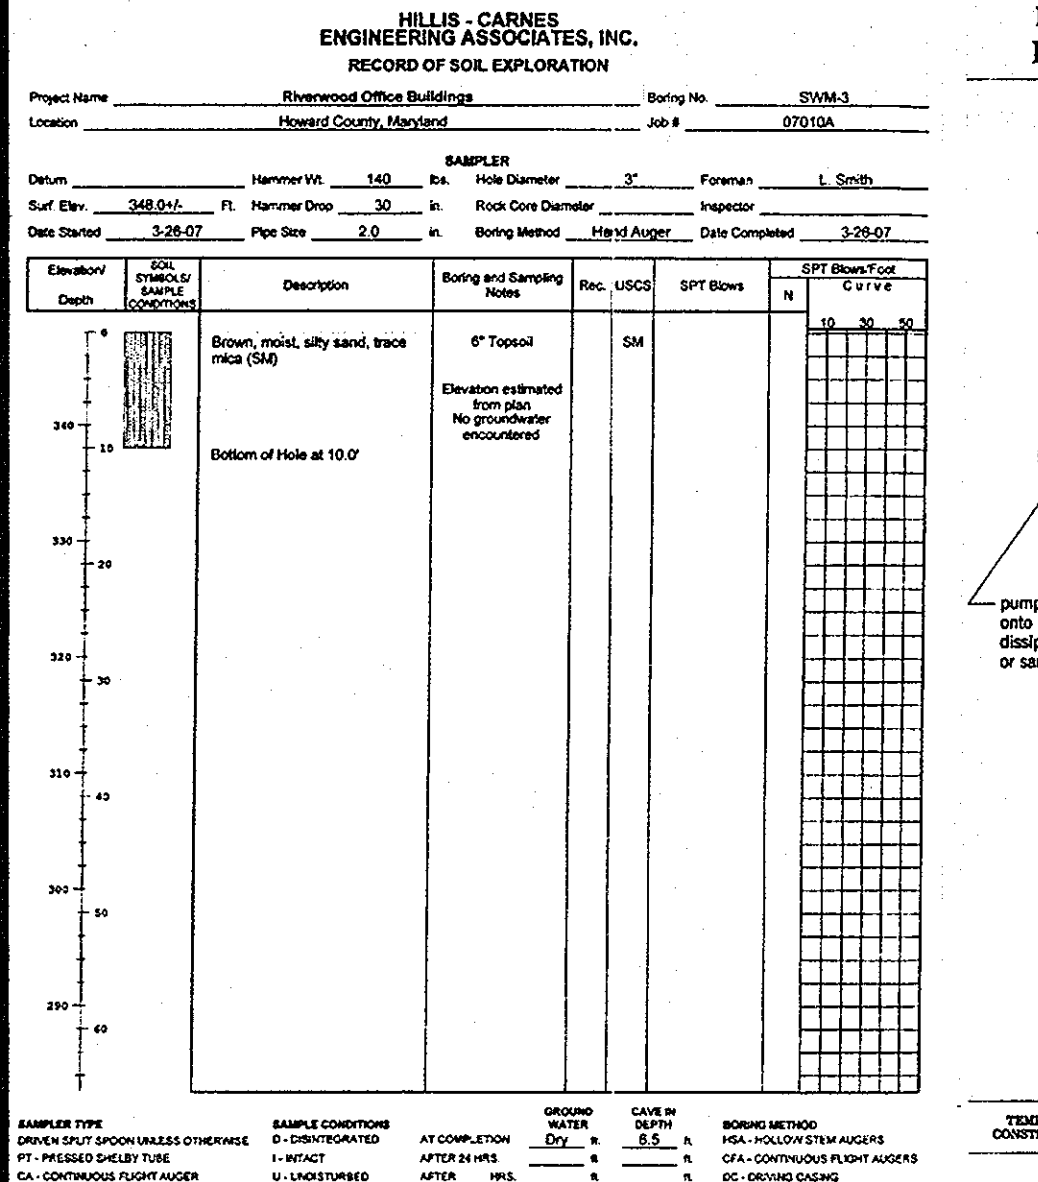 HILLIS - CARNES
ENGINEERING ASSOCIATES, INC.
RECORD OF SOIL EXPLORATION
Project Name Riverwood Office Buildings Boring No. SWM-3
Location Howard County, Maryland Job # 07010A
SAMPLER
Datum Hammer Wt. 140 lbs. Hole Diameter 3" Foreman L. Smith
Surf. Elev. 348.0+/- Ft. Hammer Drop 30 in. Rock Core Diameter Inspector
Date Started 3-26-07 Pipe Size 2.0 in. Boring Method Hand Auger Date Completed 3-26-07
Elevation/ Depth
SOIL SYMBOLS/ SAMPLE CONDITIONS
Description
Boring and Sampling Notes
Rec. USCS SPT Blows N
SPT Blows/Foot
Curve
10 30 50
0
Brown, moist, silty sand, trace 6" Topsoil SM
mica (SM)
Elevation estimated
from plan
No groundwater
encountered
340
10
Bottom of Hole at 10.0'
330
20
320
30
310
40
300
50
290
60
SAMPLER TYPE
DRIVEN SPLIT SPOON UNLESS OTHERWISE
PT - PRESSED SHELBY TUBE
CA - CONTINUOUS FLIGHT AUGER
SAMPLE CONDITIONS
D - DISINTEGRATED
I - INTACT
U - UNDISTURBED
GROUND WATER CAVE IN DEPTH
AT COMPLETION Dry ft. 6.5 ft.
AFTER 24 HRS. ft. ft.
AFTER HRS. ft. ft.
BORING METHOD
HSA - HOLLOW STEM AUGERS
CFA - CONTINUOUS FLIGHT AUGERS
DC - DRIVING CASING
pump
onto
dissip
or sa
TEM
CONST